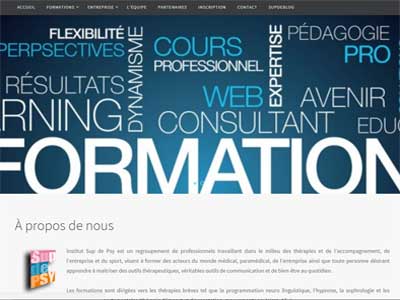 ACCUEIL FORMATIONS ENTREPRISE L'ÉQUIPE PARTENAIRES INSCRIPTION CONTACT SUPDEBLOG
FLEXIBILITÉ
PERPSECTIVES
DYNAMISME
COURS
PROFESSIONNEL
EXPERTISE
PÉDAGOGIE
PRO
RÉSULTATS
WEB
AVENIR
ARNING
CONSULTANT
EDUC
FORMATION
À propos de nous
Sup de PSY
Institut Sup de Psy est un regroupement de professionnels travaillant dans le milieu des thérapies et de l'accompagnement, de
l'entreprise et du sport, visant à former des acteurs du monde médical, paramédical, de l'entreprise ainsi que toute personne désirant
apprendre à maitriser des outils thérapeutiques, véritables outils de communication et de bien être au quotidien.
Les formations sont dirigées vers les thérapies brèves tel que la programmation neuro linguistique, l'hypnose, la sophrologie et les